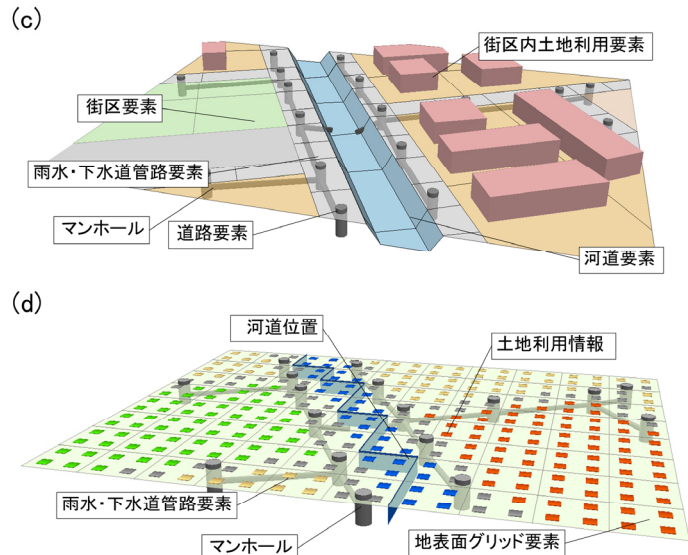 (c)
街区内土地利用要素
街区要素
雨水・下水道管路要素
マンホール
道路要素
河道要素
(d)
河道位置
土地利用情報
雨水・下水道管路要素
マンホール
地表面グリッド要素